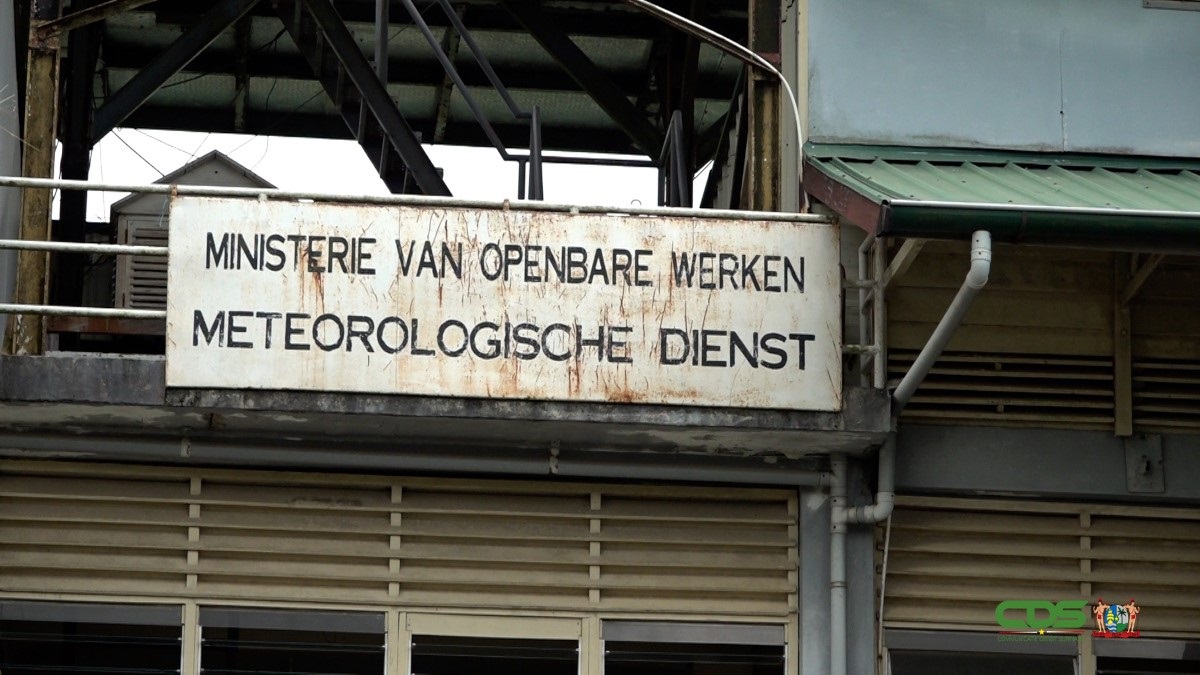 MINISTERIE VAN OPENBARE WERKEN
METEOROLOGISCHE DIENST
CDS